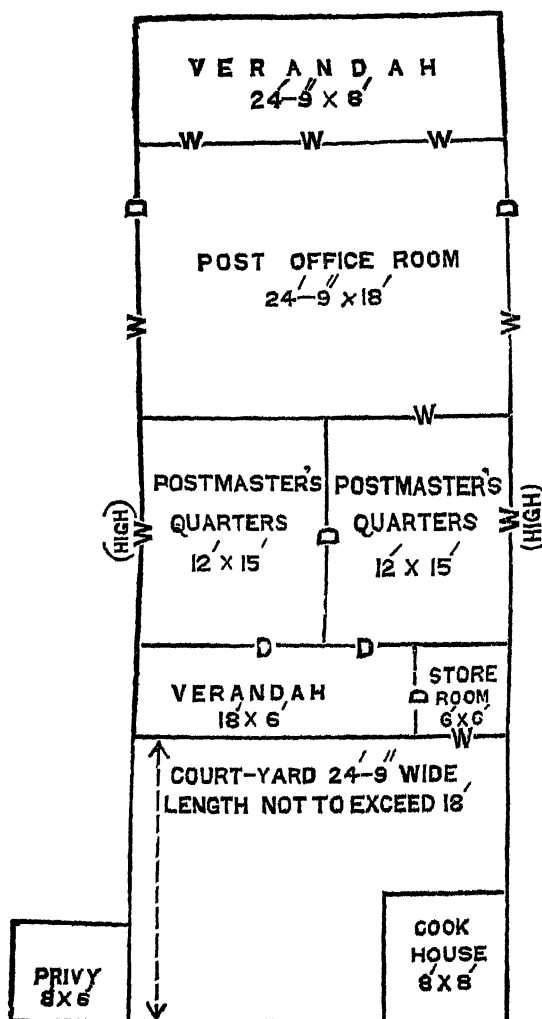 VERANDAH
24'-9" X 8'
W W W
D D
POST OFFICE ROOM
24'-9" X 18'
W W
W
POSTMASTER'S
QUARTERS
12' X 15'
POSTMASTER'S
QUARTERS
12' X 15'
(HIGH) W
D
W (HIGH)
D D
VERANDAH
18' X 6'
D
STORE
ROOM
6' X 6'
W
COURT-YARD 24'-9" WIDE
LENGTH NOT TO EXCEED 18'
PRIVY
8' X 6'
COOK
HOUSE
8' X 8'